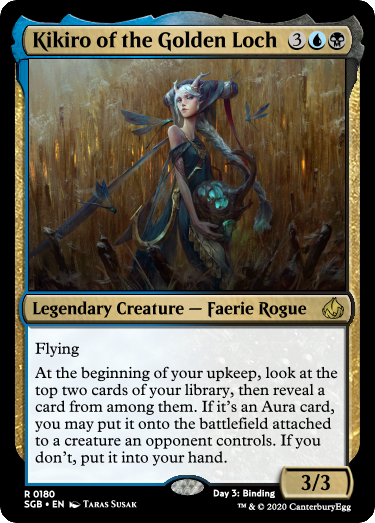 Kikiro of the Golden Loch 3
Legendary Creature — Faerie Rogue
Flying
At the beginning of your upkeep, look at the
top two cards of your library, then reveal a
card from among them. If it's an Aura card,
you may put it onto the battlefield attached
to a creature an opponent controls. If you
don't, put it into your hand.
3/3
R 0180
SGB • EN Taras Susak
Day 3: Binding
™ & © 2020 CanterburyEgg